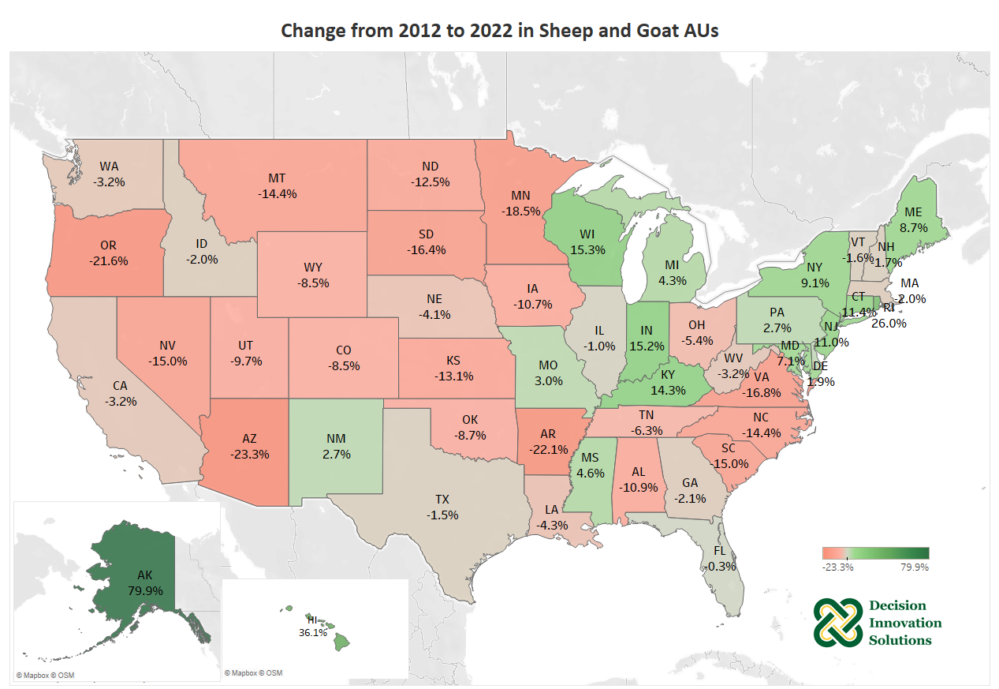 Change from 2012 to 2022 in Sheep and Goat AUs
WA
-3.2%
MT
-14.4%
ND
-12.5%
MN
-18.5%
ME
8.7%
OR
-21.6%
ID
-2.0%
SD
-16.4%
WI
15.3%
VT
-1.6%
NH
-1.7%
WY
-8.5%
MI
4.3%
NY
9.1%
MA
-2.0%
NE
-4.1%
IA
-10.7%
CT
11.4%
RI
26.0%
PA
2.7%
NJ
11.0%
NV
-15.0%
UT
-9.7%
CO
-8.5%
IL
-1.0%
IN
15.2%
OH
-5.4%
MD
7.1%
DE
1.9%
KS
-13.1%
MO
3.0%
WV
-3.2%
VA
-16.8%
CA
-3.2%
KY
14.3%
AZ
-23.3%
NM
2.7%
OK
-8.7%
AR
-22.1%
TN
-6.3%
NC
-14.4%
SC
-15.0%
MS
4.6%
AL
-10.9%
GA
-2.1%
TX
-1.5%
LA
-4.3%
FL
-0.3%
AK
79.9%
HI
36.1%
-23.3%
79.9%
Decision
Innovation
Solutions
© Mapbox © OSM
© Mapbox © OSM